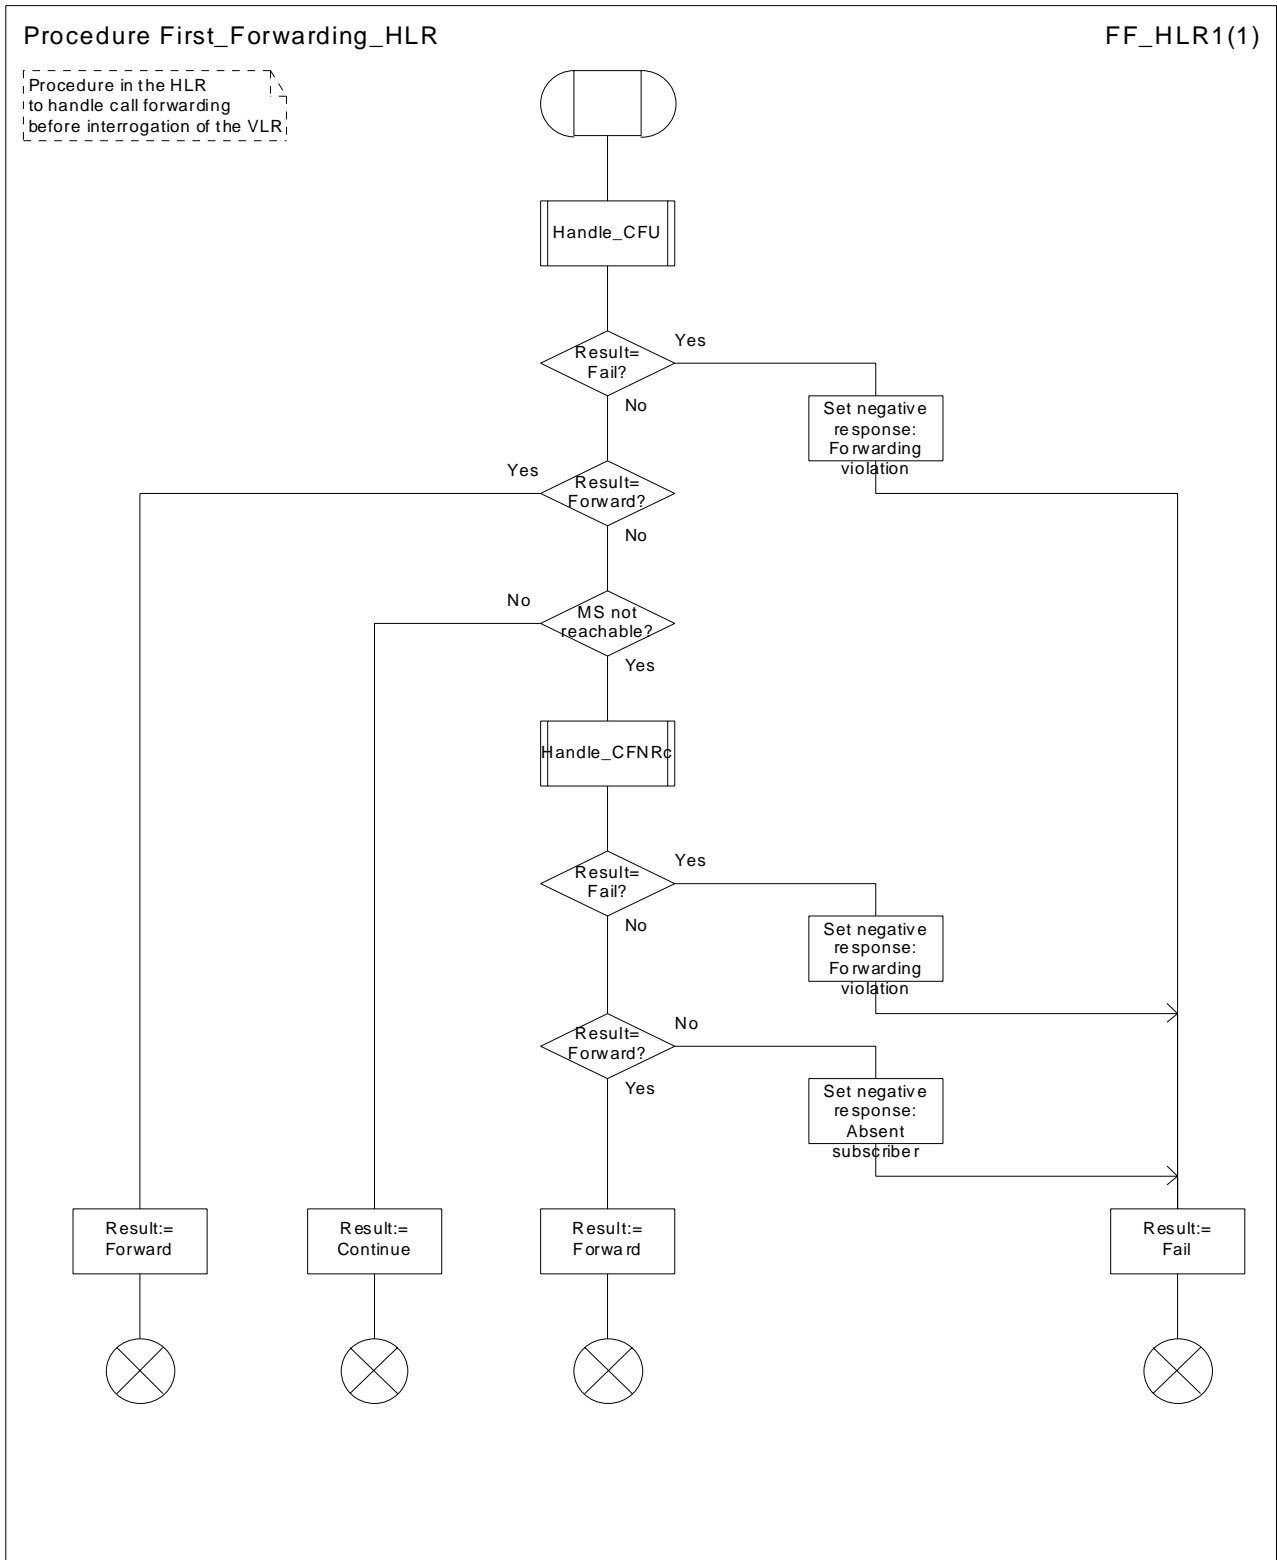 Procedure First_Forwarding_HLR
FF_HLR1(1)
Procedure in the HLR
to handle call forwarding
before interrogation of the VLR
Handle_CFU
Result=
Fail?
Yes
No
Set negative
response:
Forwarding
violation
Yes
Result=
Forward?
No
No
MS not
reachable?
Yes
Handle_CFNRc
Result=
Fail?
Yes
No
Set negative
response:
Forwarding
violation
Result=
Forward?
No
Yes
Set negative
response:
Absent
subscriber
Result:=
Forward
Result:=
Continue
Result:=
Forward
Result:=
Fail